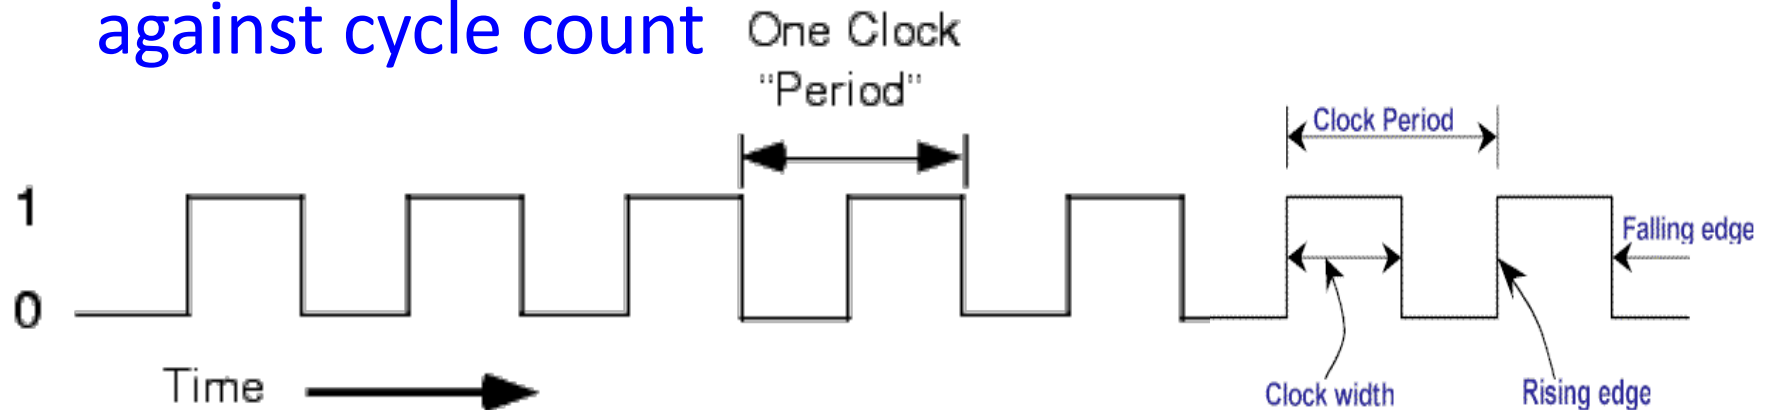 against cycle count
One Clock
"Period"
Clock Period
1
Falling edge
0
Time
Clock width
Rising edge